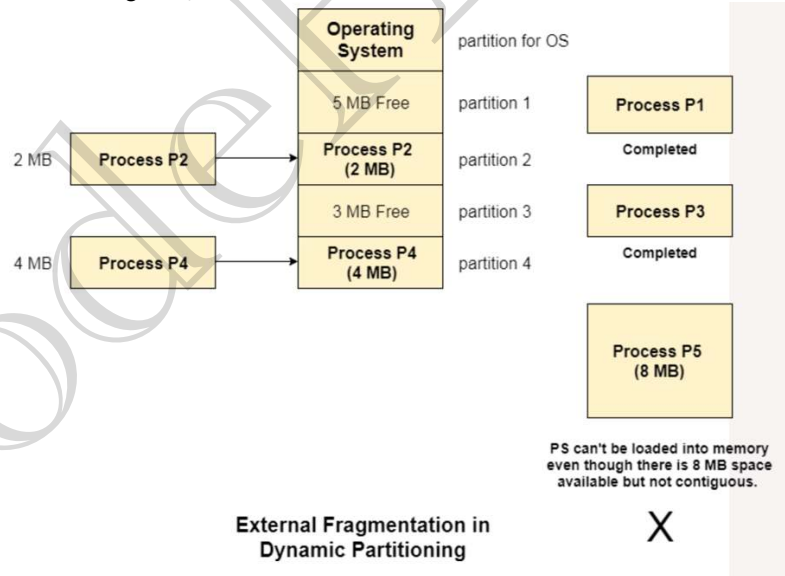 Operating
System
partition for OS
5 MB Free
partition 1
Process P1
Completed
2 MB
Process P2
Process P2
(2 MB)
partition 2
3 MB Free
partition 3
Process P3
Completed
4 MB
Process P4
Process P4
(4 MB)
partition 4
Process P5
(8 MB)
PS can't be loaded into memory
even though there is 8 MB space
available but not contiguous.
X
External Fragmentation in
Dynamic Partitioning